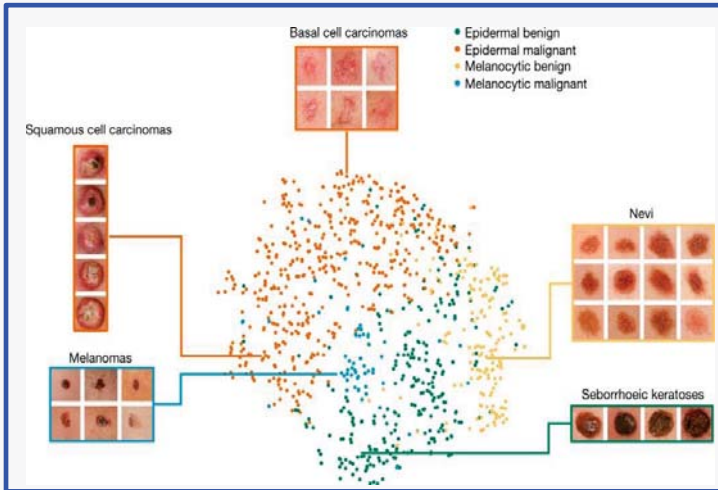 Basal cell carcinomas
Epidermal benign
Epidermal malignant
Melanocytic benign
Melanocytic malignant
Squamous cell carcinomas
Nevi
Melanomas
Seborrhoeic keratoses